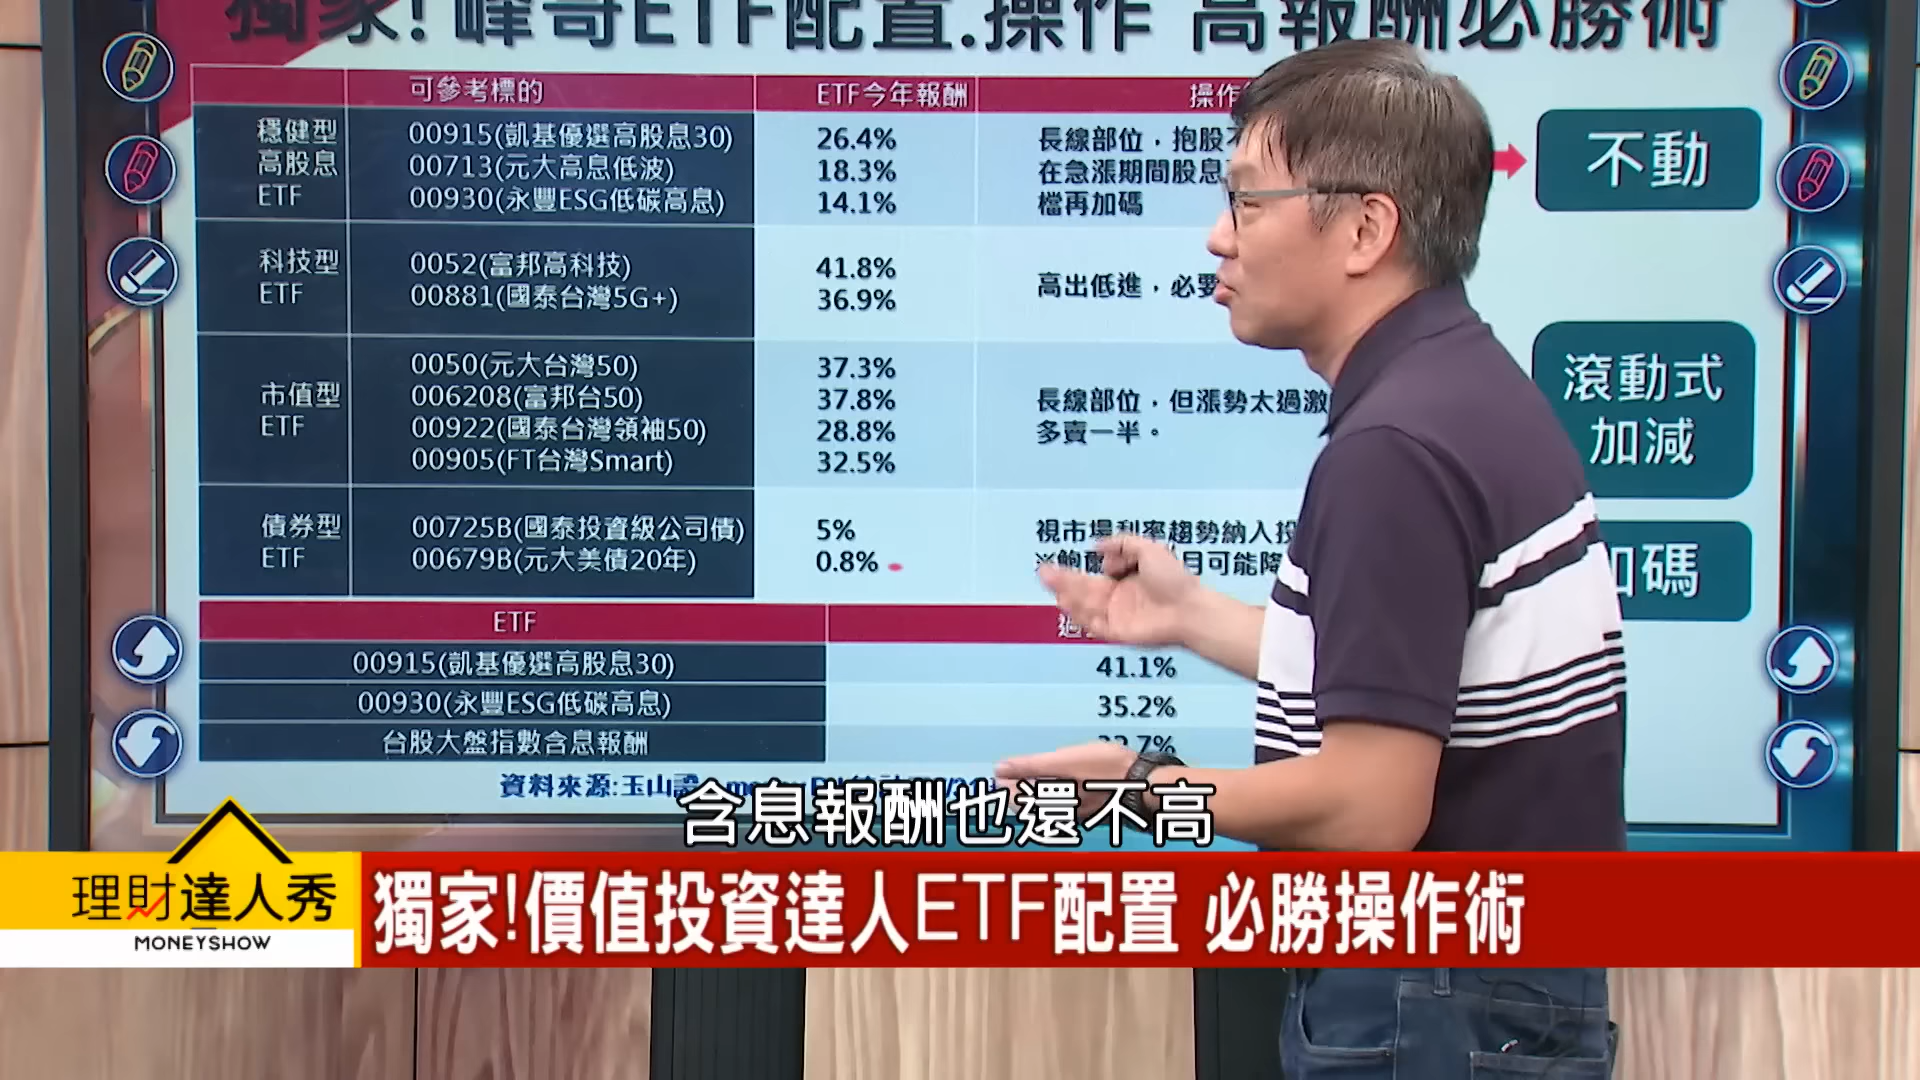 獨家!峰哥ETF配置.操作 高報酬必勝術
可參考標的 ETF今年報酬 操作
穩健型
高股息
ETF
00915(凱基優選高股息30) 26.4%
00713(元大高息低波) 18.3%
00930(永豐ESG低碳高息) 14.1%
長線部位,抱股不
在急漲期間股息
檔再加碼
不動
科技型
ETF
0052(富邦高科技) 41.8%
00881(國泰台灣5G+) 36.9%
高出低進,必要
市值型
ETF
0050(元大台灣50) 37.3%
006208(富邦台50) 37.8%
00922(國泰台灣領袖50) 28.8%
00905(FT台灣Smart) 32.5%
長線部位,但漲勢太過激
多賣一半。
滾動式
加減
債券型
ETF
00725B(國泰投資級公司債) 5%
00679B(元大美債20年) 0.8%
視市場利率趨勢納入投
※鮑 月可能降
加碼
ETF
00915(凱基優選高股息30) 41.1%
00930(永豐ESG低碳高息) 35.2%
台股大盤指數含息報酬 32.7%
資料來源:玉山證
含息報酬也還不高
理財達人秀
MONEYSHOW
獨家!價值投資達人ETF配置 必勝操作術